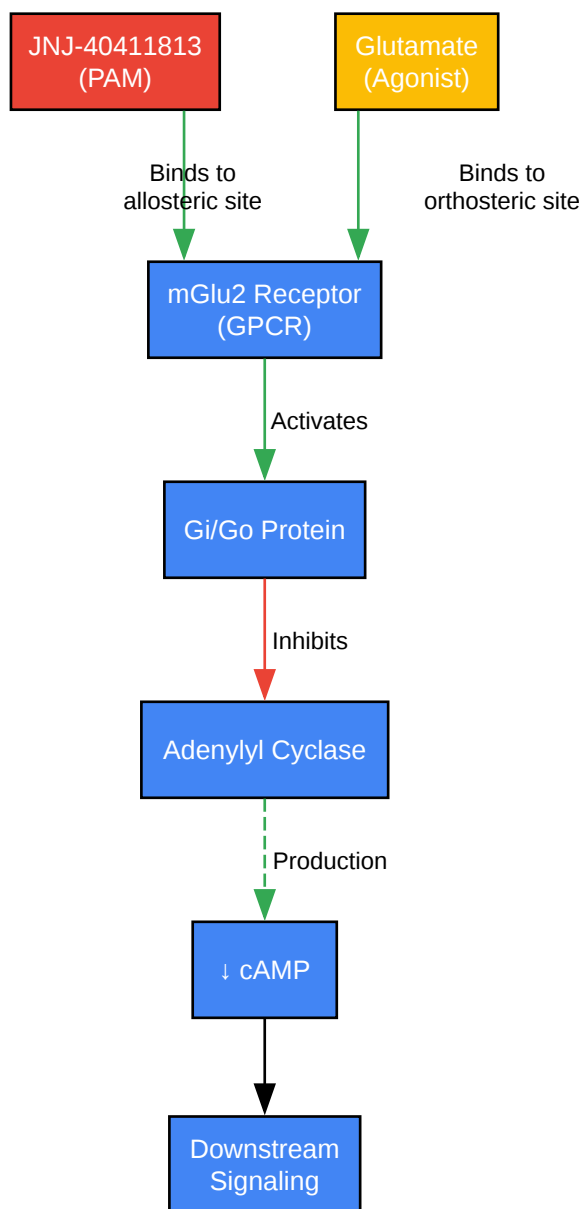 JNJ-40411813
(PAM)
Glutamate
(Agonist)
Binds to
allosteric site
Binds to
orthosteric site
mGlu2 Receptor
(GPCR)
Activates
Gi/Go Protein
Inhibits
Adenylyl Cyclase
Production
↓ cAMP
Downstream
Signaling